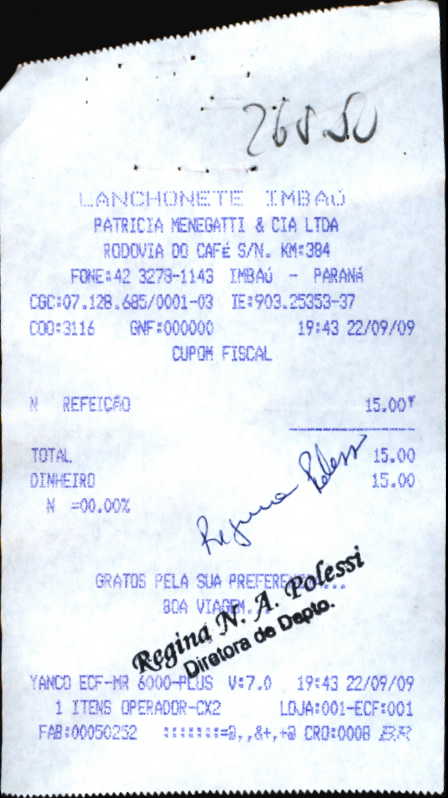 268.50
LANCHONETE IMBAÚ
PATRICIA MENEGATTI & CIA LTDA
RODOVIA DO CAFÉ S/N. KM:384
FONE:42 3278-1143 IMBAÚ - PARANÁ
CGC:07.128.685/0001-03 IE:903.25353-37
COO:3116 GNF:000000 19:43 22/09/09
CUPOM FISCAL
N REFEIÇÃO 15.00
TOTAL 15.00
DINHEIRO 15.00
N =00.00%
Regina Polessi
GRATOS PELA SUA
BOA VIAGEM.
Regina N. A. Polessi
Diretora de Depto.
YANCO ECF-MR 6000-PLUS V:7.0 19:43 22/09/09
1 ITENS OPERADOR-CX2 LOJA:001-ECF:001
FAB:00050252 :::::::=@,,&+,+@ CRO:0008 BR